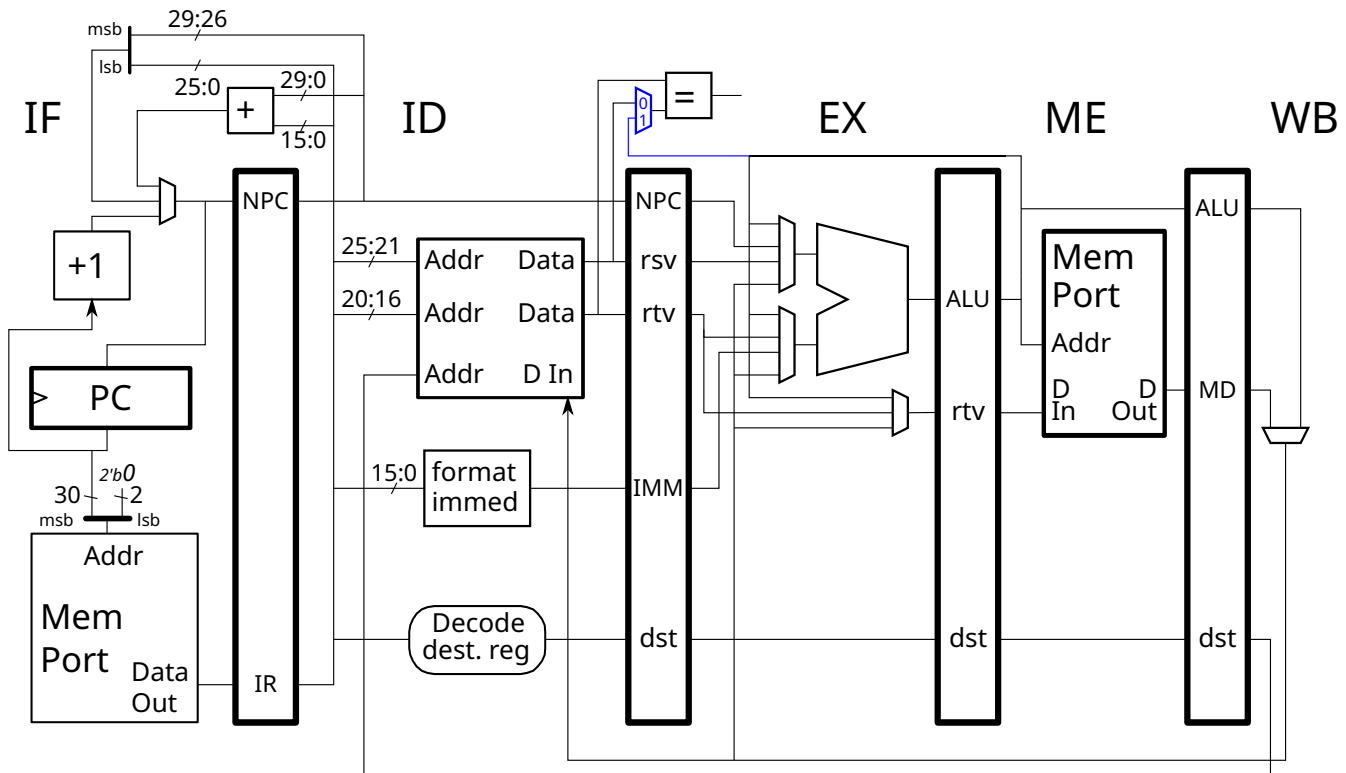 29:26
msb
lsb
25:0
29:0
+
15:0
IF
ID
0
1
=
EX
ME
WB
NPC
NPC
ALU
+1
25:21
Addr
Data
rsv
20:16
Addr
Data
rtv
Addr
D In
ALU
Mem
Port
Addr
D
In
D
Out
MD
rtv
PC
2'b0
30
2
msb
lsb
Addr
Mem
Port
Data
Out
15:0
format
immed
IMM
Decode
dest. reg
dst
dst
dst
IR